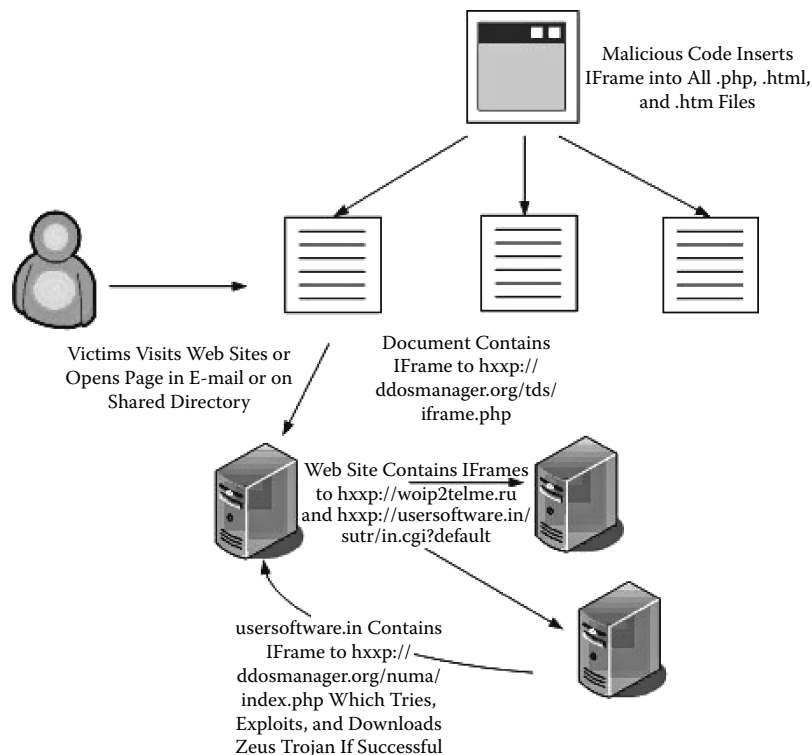 Malicious Code Inserts
IFrame into All .php, .html,
and .htm Files
Victims Visits Web Sites or
Opens Page in E-mail or on
Shared Directory
Document Contains
IFrame to hxxp://
ddosmanager.org/tds/
iframe.php
Web Site Contains IFrames
to hxxp://woip2telme.ru
and hxxp://usersoftware.in/
sutr/in.cgi?default
usersoftware.in Contains
IFrame to hxxp://
ddosmanager.org/numa/
index.php Which Tries,
Exploits, and Downloads
Zeus Trojan If Successful